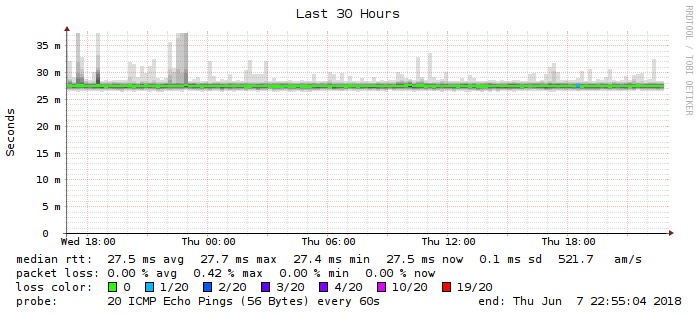 Last 30 Hours
RRDTOOL / TOBI OETIKER
Seconds
35 m
30 m
25 m
20 m
15 m
10 m
5 m
0
Wed 18:00 Thu 00:00 Thu 06:00 Thu 12:00 Thu 18:00
median rtt: 27.5 ms avg 27.7 ms max 27.4 ms min 27.5 ms now 0.1 ms sd 521.7 am/s
packet loss: 0.00 % avg 0.42 % max 0.00 % min 0.00 % now
loss color: 0 1/20 2/20 3/20 4/20 10/20 19/20
probe: 20 ICMP Echo Pings (56 Bytes) every 60s end: Thu Jun 7 22:55:04 2018